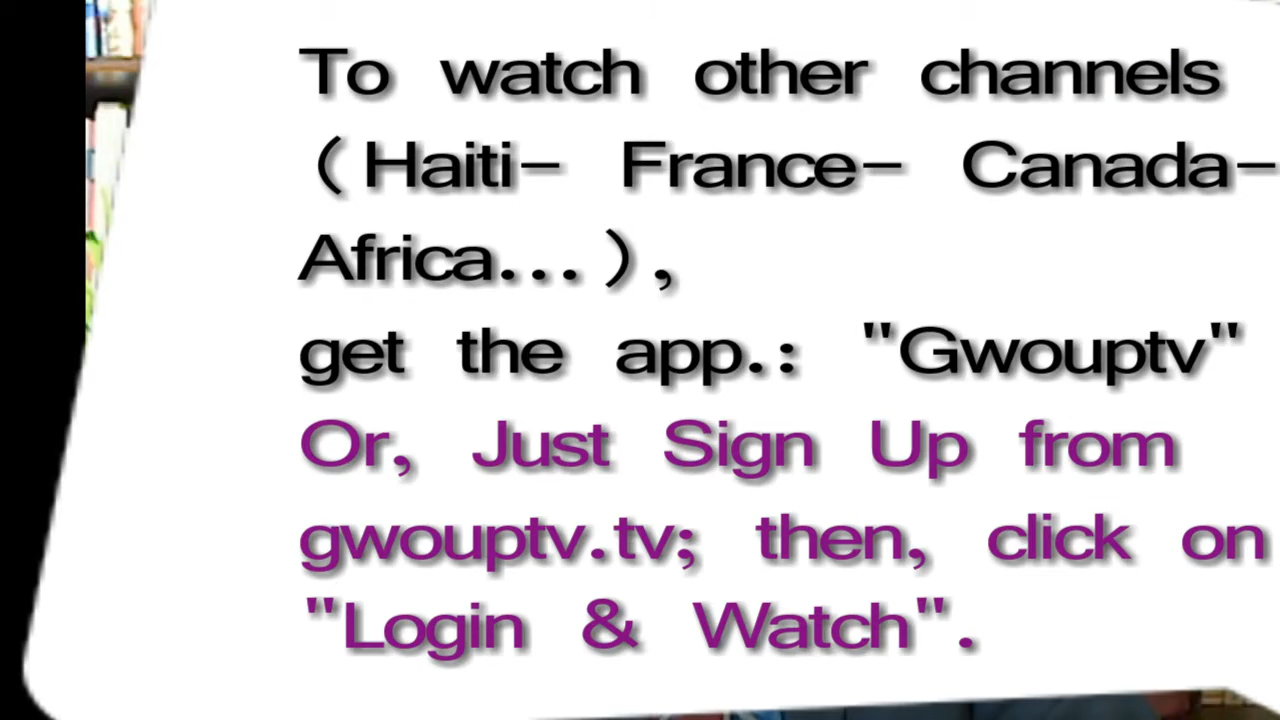 To watch other channels
(Haiti- France- Canada-
Africa...),
get the app.: "Gwouptv"
Or, Just Sign Up from
gwouptv.tv; then, click on
"Login & Watch".